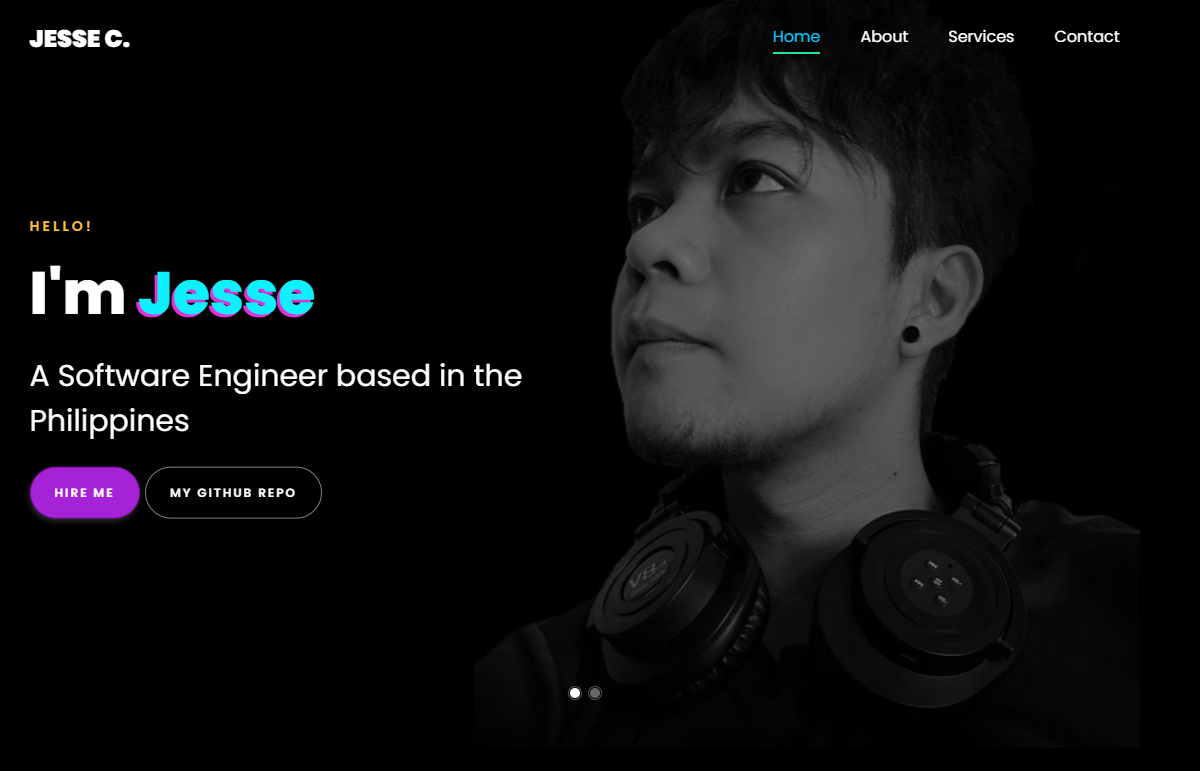 JESSE C.
Home About Services Contact
HELLO!
I'm Jesse
A Software Engineer based in the
Philippines
HIRE ME MY GITHUB REPO